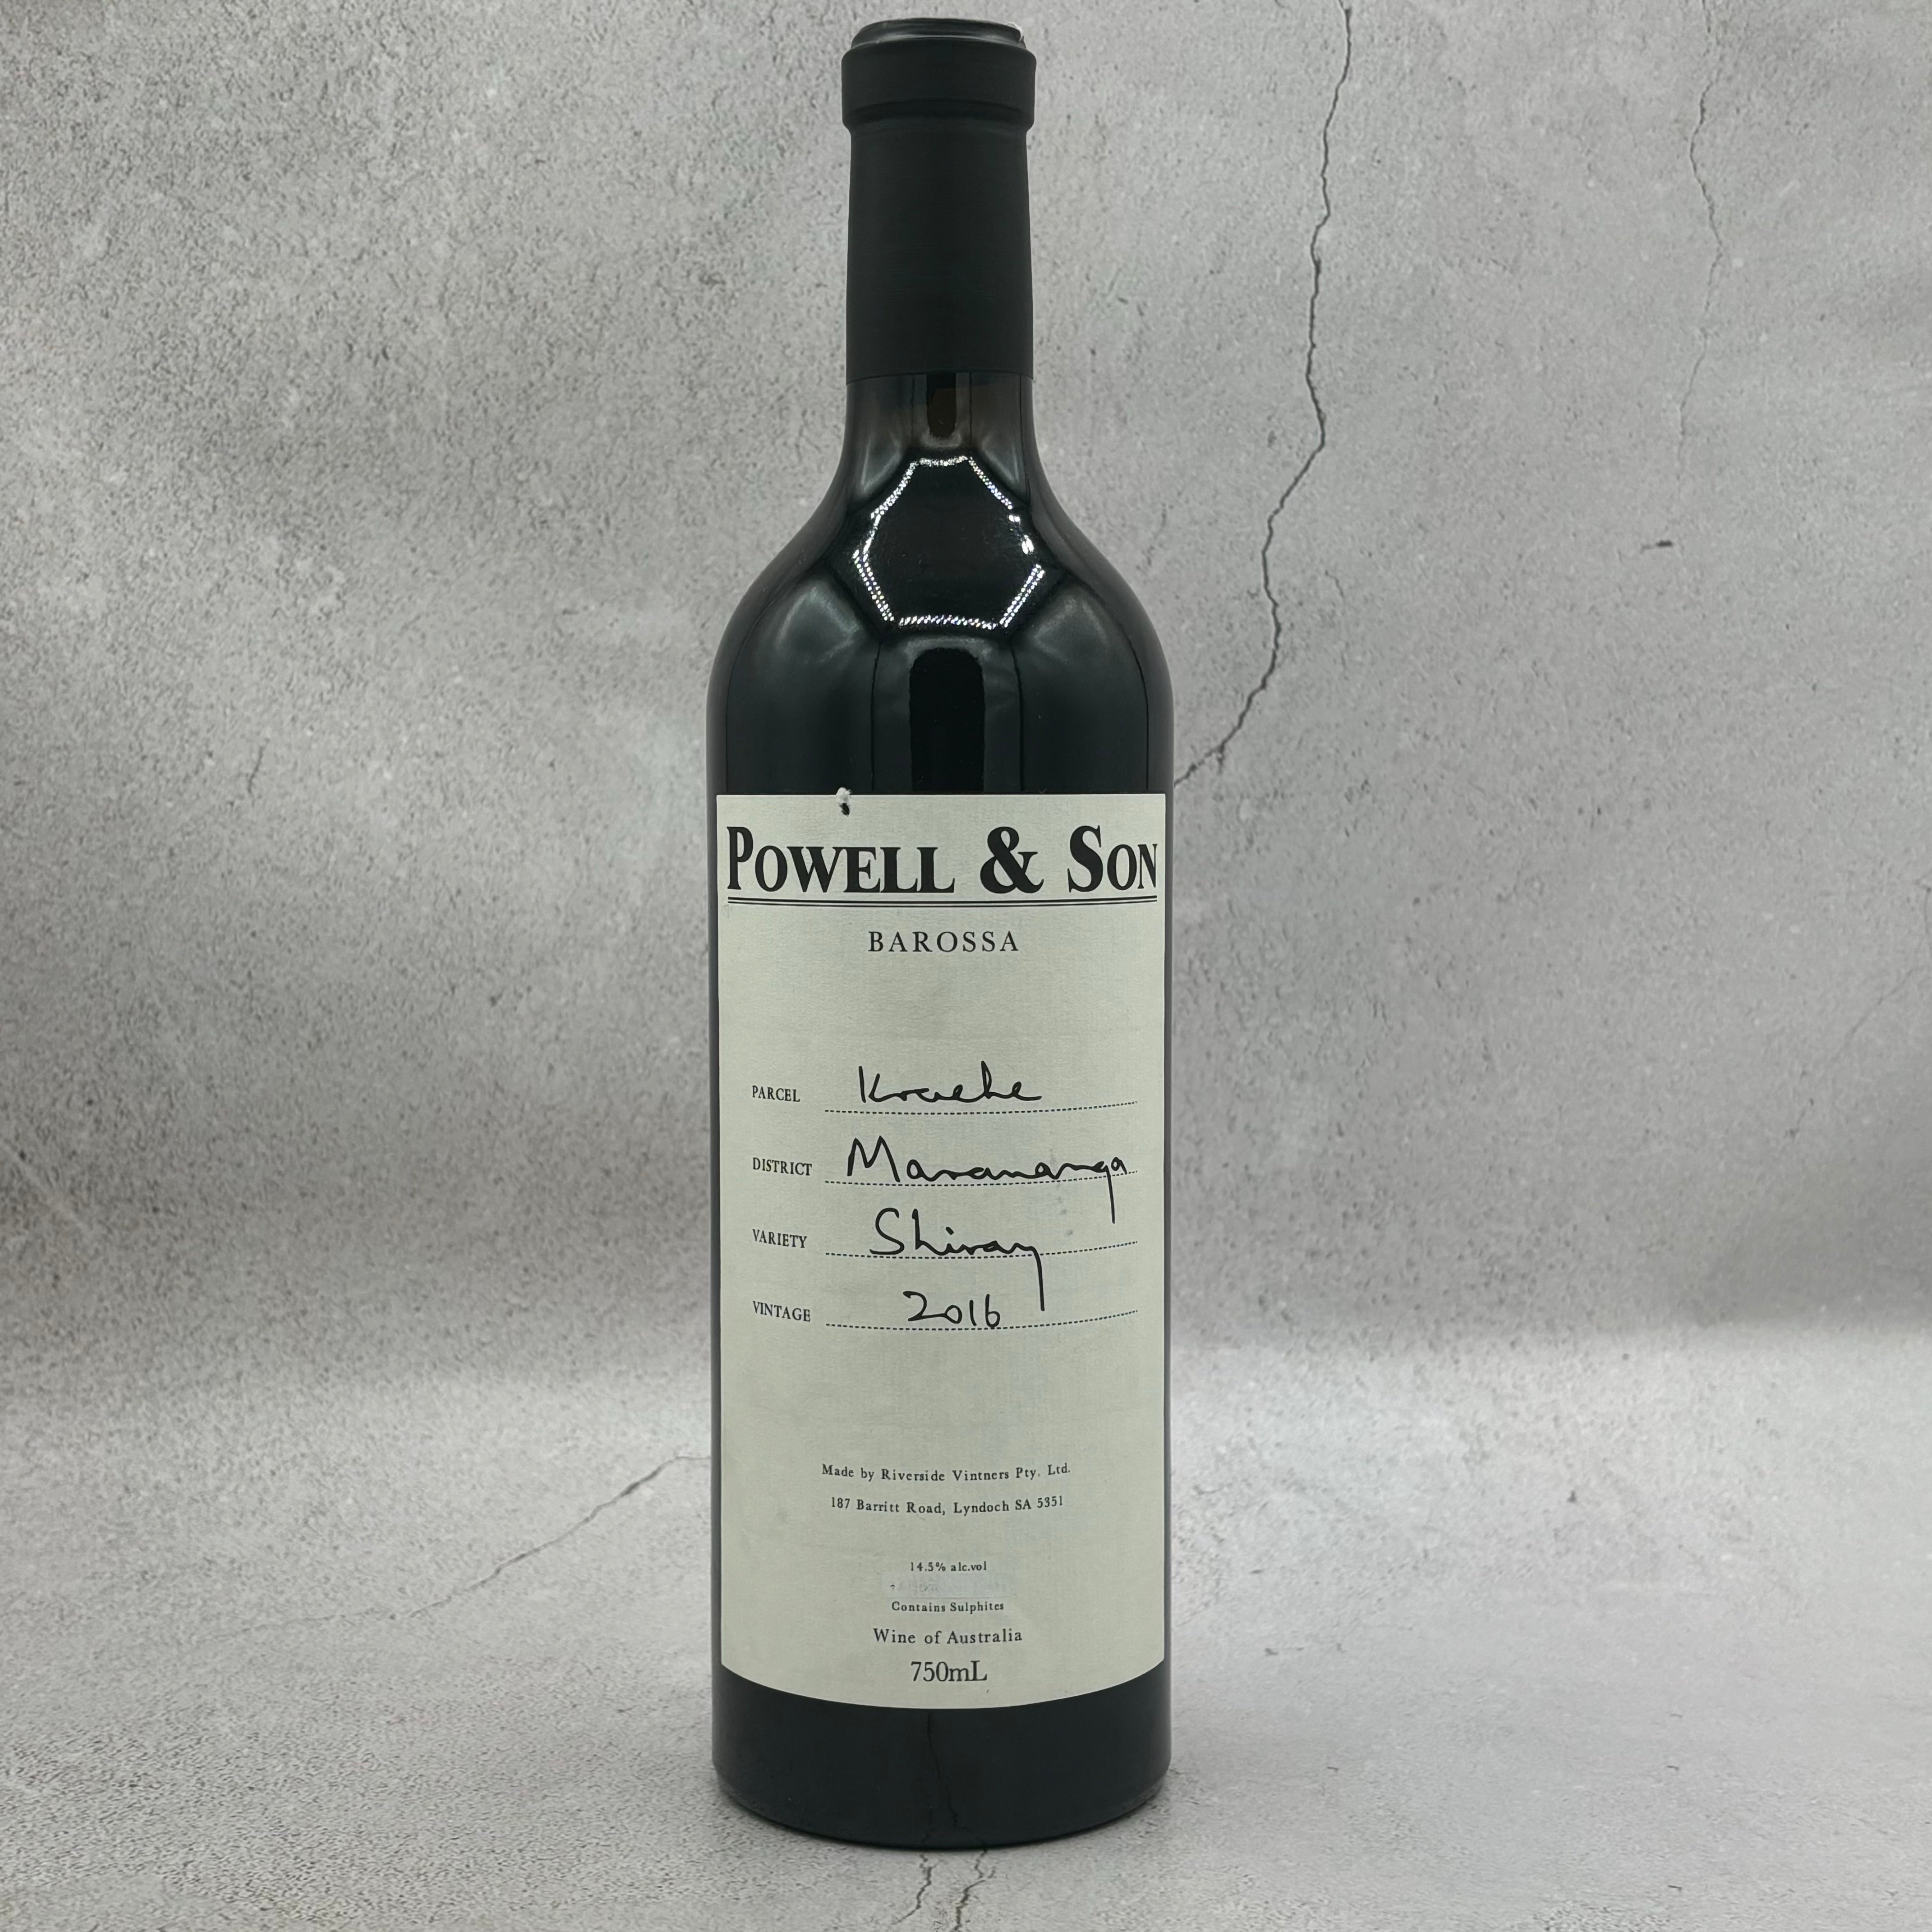 POWELL & SON
BAROSSA
PARCEL Kraehe
DISTRICT Marananga
VARIETY Shiraz
VINTAGE 2016
Made by Riverside Vintners Pty. Ltd.
187 Barritt Road, Lyndoch SA 5351
14.5% alc.vol
Contains Sulphites
Wine of Australia
750mL